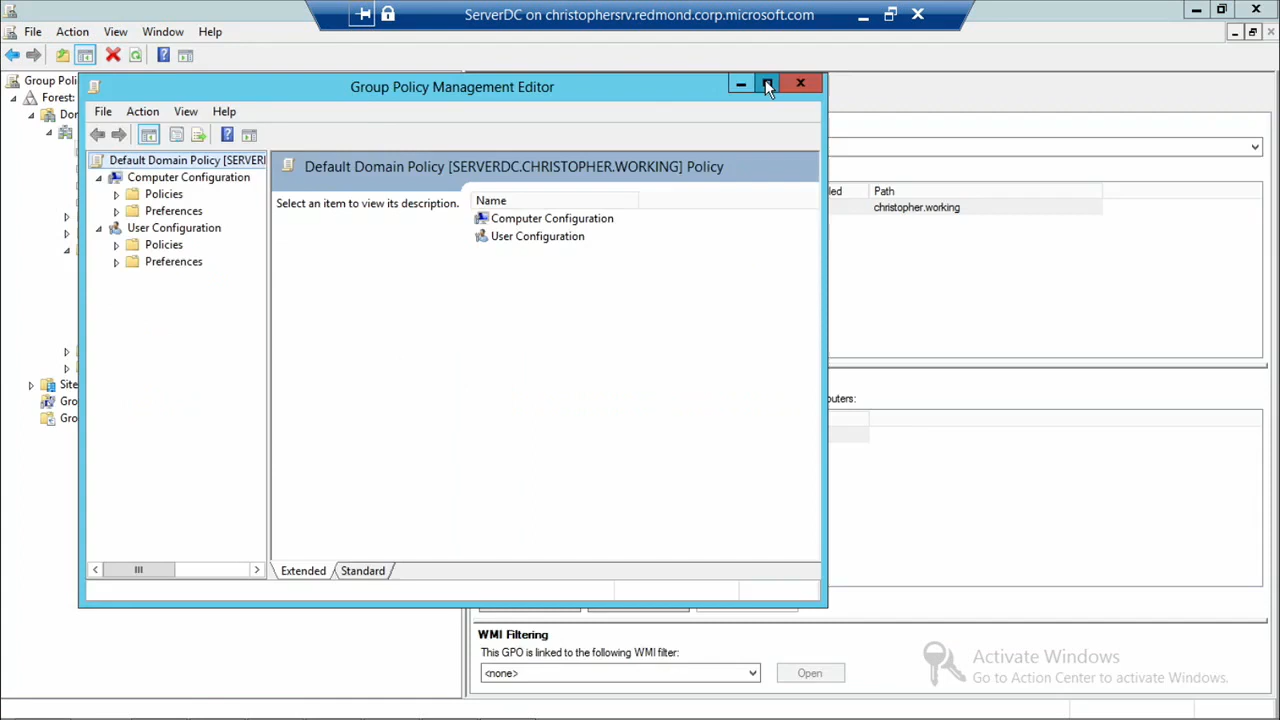 ServerDC on christophersrv.redmond.corp.microsoft.com
File Action View Window Help
Group Poli
Forest:
Dor
Site
Gro
Gro
Group Policy Management Editor
File Action View Help
Default Domain Policy [SERVERI
Computer Configuration
Policies
Preferences
User Configuration
Policies
Preferences
Default Domain Policy [SERVERDC.CHRISTOPHER.WORKING] Policy
Select an item to view its description.
Name
Computer Configuration
User Configuration
Extended Standard
led Path
christopher.working
puters:
WMI Filtering
This GPO is linked to the following WMI filter:
<none>
Open
Activate Windows
Go to Action Center to activate Windows.